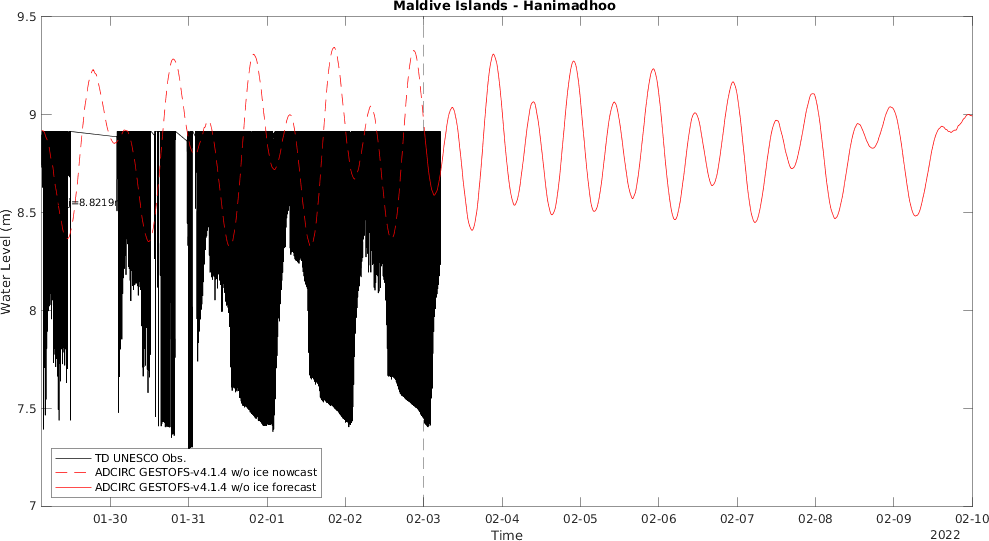 Maldive Islands - Hanimadhoo
9.5
9
8.5
8
7.5
7
Water Level (m)
=8.8219
TD UNESCO Obs.
ADCIRC GESTOFS-v4.1.4 w/o ice nowcast
ADCIRC GESTOFS-v4.1.4 w/o ice forecast
01-30 01-31 02-01 02-02 02-03 02-04 02-05 02-06 02-07 02-08 02-09 02-10
Time
2022